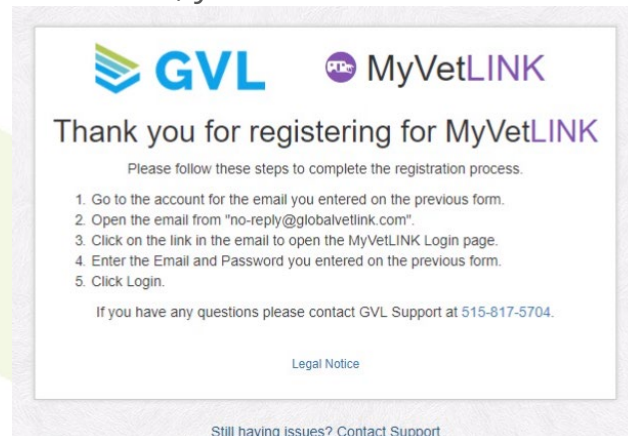 GVL MyVetLINK
Thank you for registering for MyVetLINK
Please follow these steps to complete the registration process.
1. Go to the account for the email you entered on the previous form.
2. Open the email from "no-reply@globalvetlink.com".
3. Click on the link in the email to open the MyVetLINK Login page.
4. Enter the Email and Password you entered on the previous form.
5. Click Login.
If you have any questions please contact GVL Support at 515-817-5704.
Legal Notice
Still having issues? Contact Support